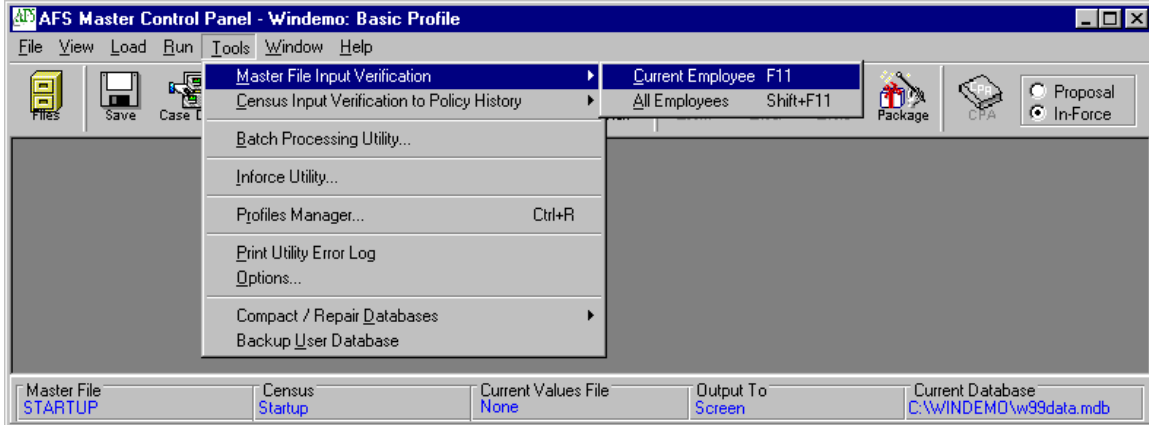 AFS Master Control Panel - Windemo: Basic Profile
File View Load Run Tools Window Help
Files
Save
Case
Package
CPA
Proposal
In-Force
Master File Input Verification
Census Input Verification to Policy History
Batch Processing Utility...
Inforce Utility...
Profiles Manager... Ctrl+R
Print Utility Error Log
Options...
Compact / Repair Databases
Backup User Database
Current Employee F11
All Employees Shift+F11
Master File
STARTUP
Census
Startup
Current Values File
None
Output To
Screen
Current Database
C:\WINDEMO\w99data.mdb